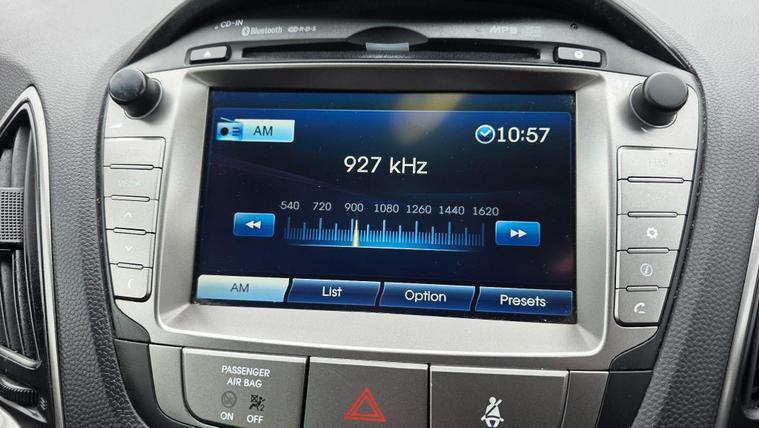 CD-IN
Bluetooth R-D-S MP3
AM
10:57
927 kHz
540 720 900 1080 1260 1440 1620
AM List Option Presets
PASSENGER
AIR BAG
ON OFF